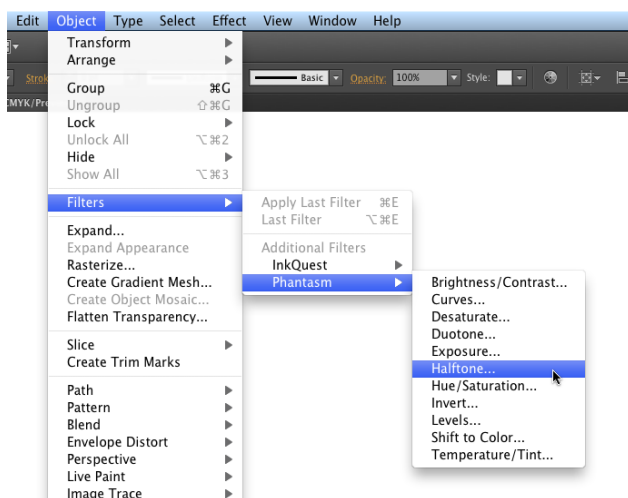 Edit Object Type Select Effect View Window Help
Stroke Basic Opacity: 100% Style:
CMYK/Pre
Transform
Arrange
Group ⌘G
Ungroup ⇧⌘G
Lock
Unlock All ⌥⌘2
Hide
Show All ⌥⌘3
Filters
Expand...
Expand Appearance
Rasterize...
Create Gradient Mesh...
Create Object Mosaic...
Flatten Transparency...
Slice
Create Trim Marks
Path
Pattern
Blend
Envelope Distort
Perspective
Live Paint
Image Trace
Apply Last Filter ⌘E
Last Filter ⌥⌘E
Additional Filters
InkQuest
Phantasm
Brightness/Contrast...
Curves...
Desaturate...
Duotone...
Exposure...
Halftone...
Hue/Saturation...
Invert...
Levels...
Shift to Color...
Temperature/Tint...